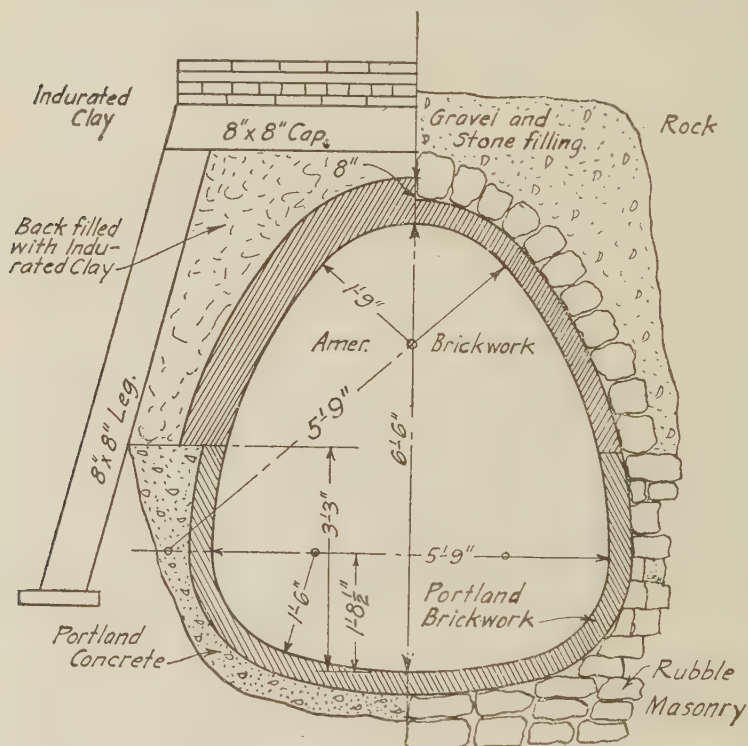 Indurated
Clay
8"x 8" Cap.
Gravel and
Stone filling.
Rock
8"
Back filled
with Indu-
rated Clay
1'-9"
Amer. Brickwork
5'-9"
8"x 8" Leg.
6'-6"
3'-3"
5'-9"
1'-6"
1'-8½"
Portland
Brickwork
Portland
Concrete
Rubble
Masonry